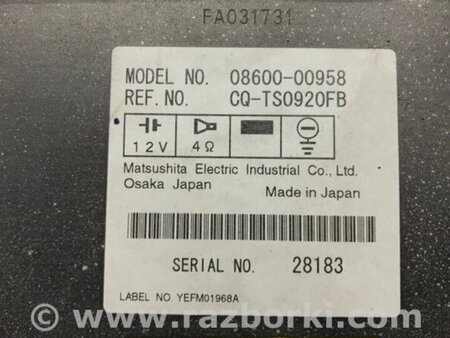 FA031731
MODEL NO. 08600-00958
REF. NO. CQ-TS0920FB
12V 4Ω
Matsushita Electric Industrial Co., Ltd.
Osaka Japan Made in Japan
SERIAL NO. 28183
LABEL NO. YEFM01968A
www.razborki.com